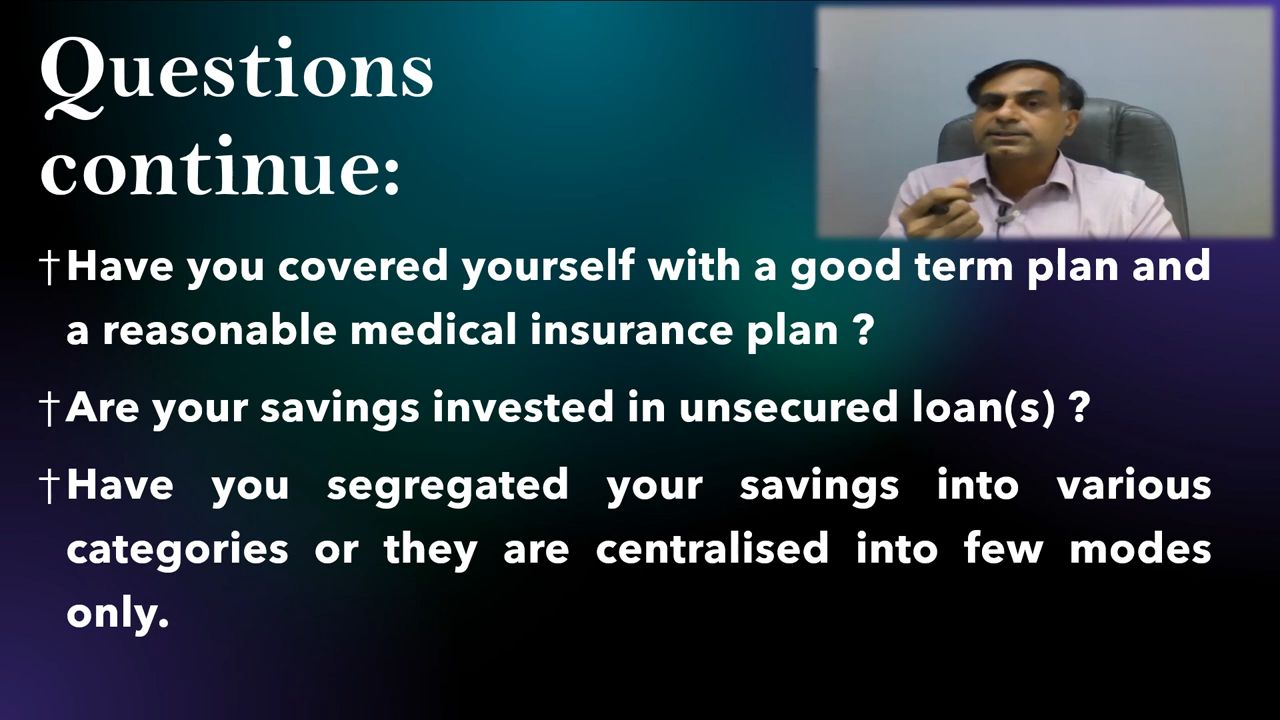 Questions
continue:
†Have you covered yourself with a good term plan and
a reasonable medical insurance plan ?
†Are your savings invested in unsecured loan(s) ?
†Have you segregated your savings into various
categories or they are centralised into few modes
only.